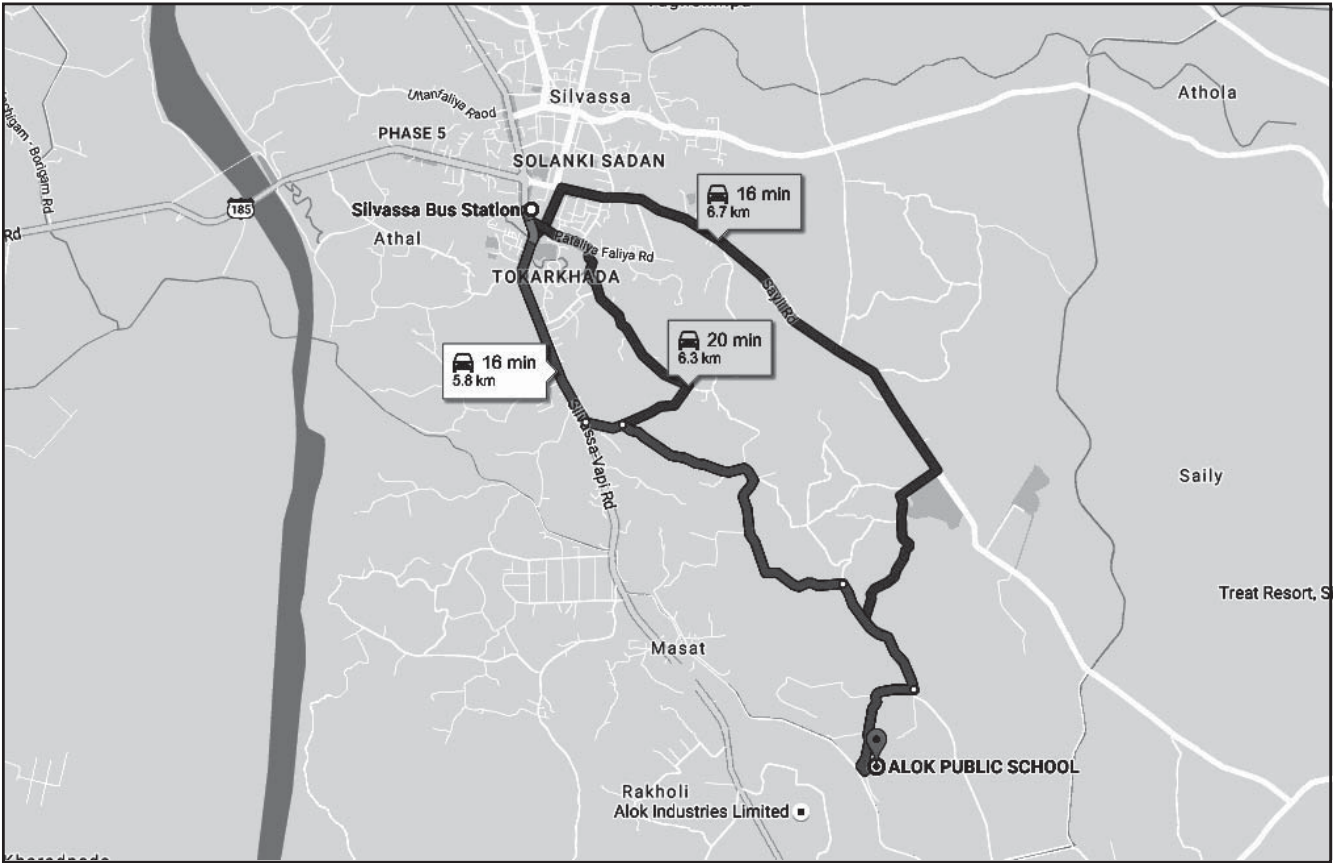 Silvassa
Athola
Uttanfaliya Raod
PHASE 5
SOLANKI SADAN
16 min
6.7 km
185
Silvassa Bus Station
Rd
Athal
Pataliya Faliya Rd
TOKARKHADA
Sayli Rd
20 min
6.3 km
16 min
5.8 km
Silvassa-Vapi Rd
Saily
Treat Resort, S
Masat
ALOK PUBLIC SCHOOL
Rakholi
Alok Industries Limited